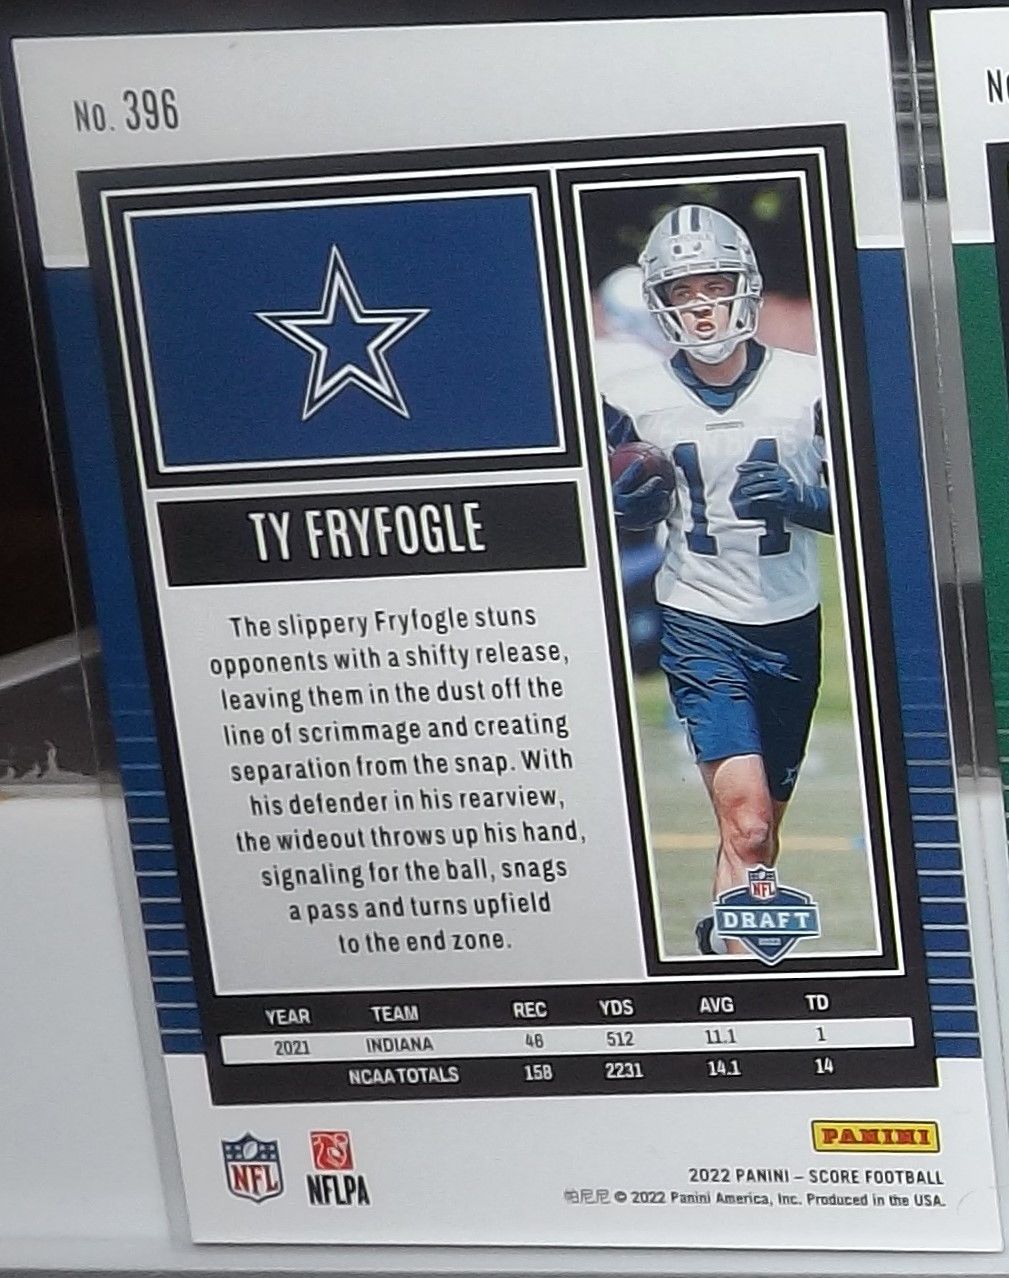 No. 396
No
TY FRYFOGLE
The slippery Fryfogle stuns
opponents with a shifty release,
leaving them in the dust off the
line of scrimmage and creating
separation from the snap. With
his defender in his rearview,
the wideout throws up his hand,
signaling for the ball, snags
a pass and turns upfield
to the end zone.
14
NFL
DRAFT
2022
YEAR TEAM REC YDS AVG TD
2021 INDIANA 46 512 11.1 1
NCAA TOTALS 158 2231 14.1 14
NFL
NFLPA
PANINI
2022 PANINI – SCORE FOOTBALL
帕尼尼 © 2022 Panini America, Inc. Produced in the USA.